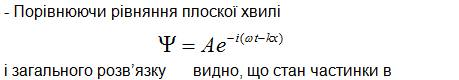 - Порівнюючи рівняння плоскої хвилі
Ψ = Ae^{-i(ωt-kx)}
і загального розв’язку видно, що стан частинки в